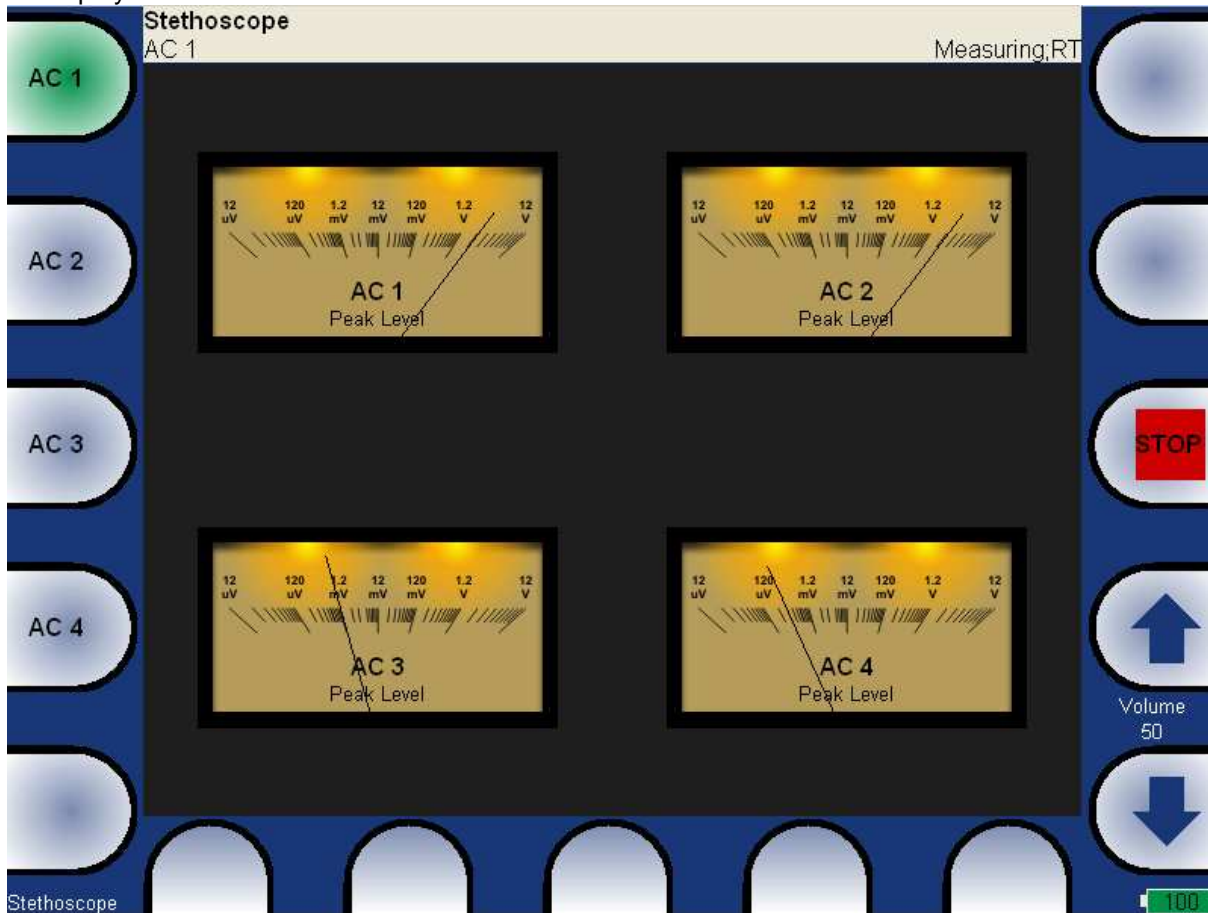 Stethoscope
AC 1
Measuring;RT
AC 1
AC 2
AC 3
AC 4
Stethoscope
12 120 1.2 12 120 1.2 12
uV uV mV mV mV V V
AC 1
Peak Level
12 120 1.2 12 120 1.2 12
uV uV mV mV mV V V
AC 2
Peak Level
12 120 1.2 12 120 1.2 12
uV uV mV mV mV V V
AC 3
Peak Level
12 120 1.2 12 120 1.2 12
uV uV mV mV mV V V
AC 4
Peak Level
STOP
Volume
50
100